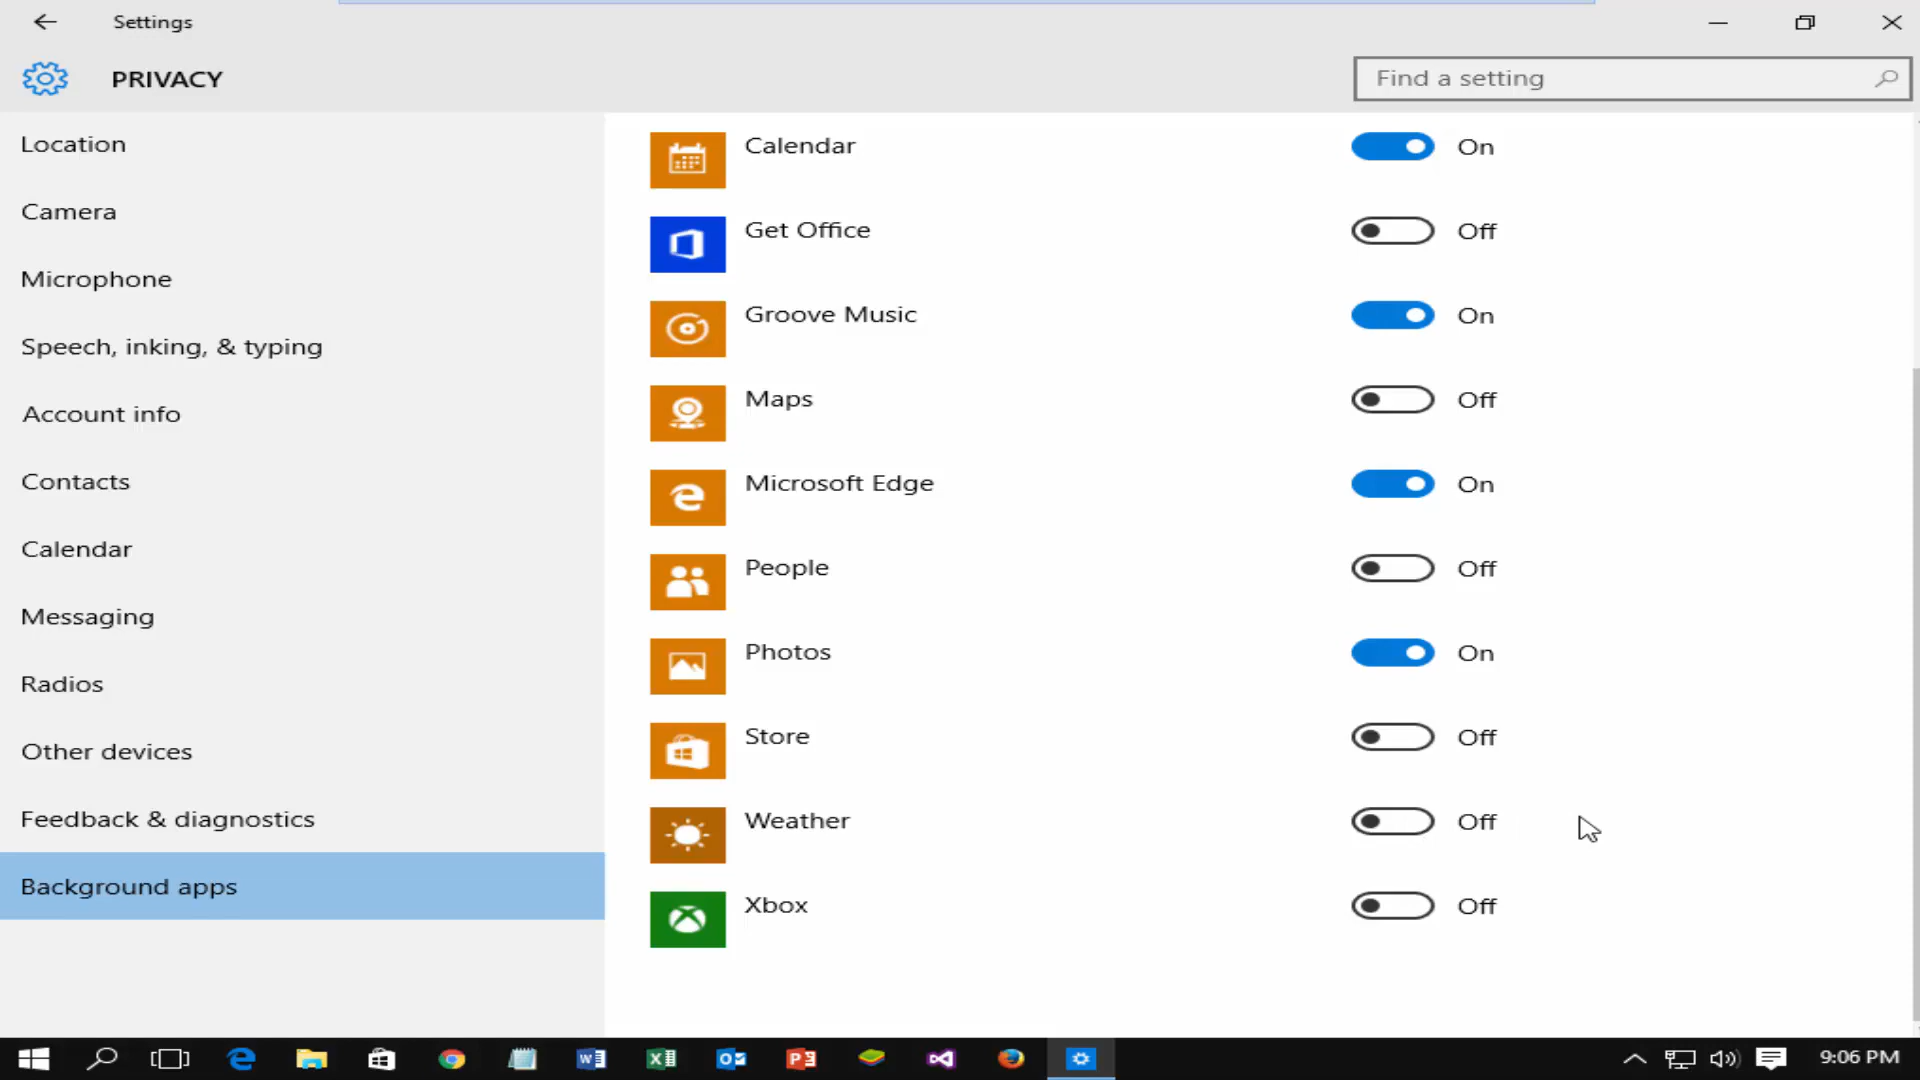 Settings
PRIVACY
Find a setting
Location
Camera
Microphone
Speech, inking, & typing
Account info
Contacts
Calendar
Messaging
Radios
Other devices
Feedback & diagnostics
Background apps
Calendar On
Get Office Off
Groove Music On
Maps Off
Microsoft Edge On
People Off
Photos On
Store Off
Weather Off
Xbox Off
9:06 PM